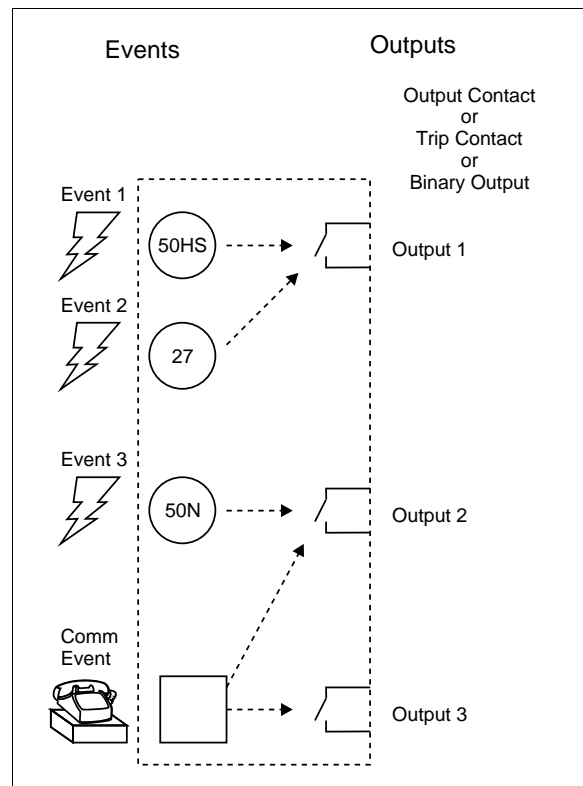 Events
Outputs
Output Contact
or
Trip Contact
or
Binary Output
Event 1
50HS
Output 1
Event 2
27
Event 3
50N
Output 2
Comm
Event
Output 3